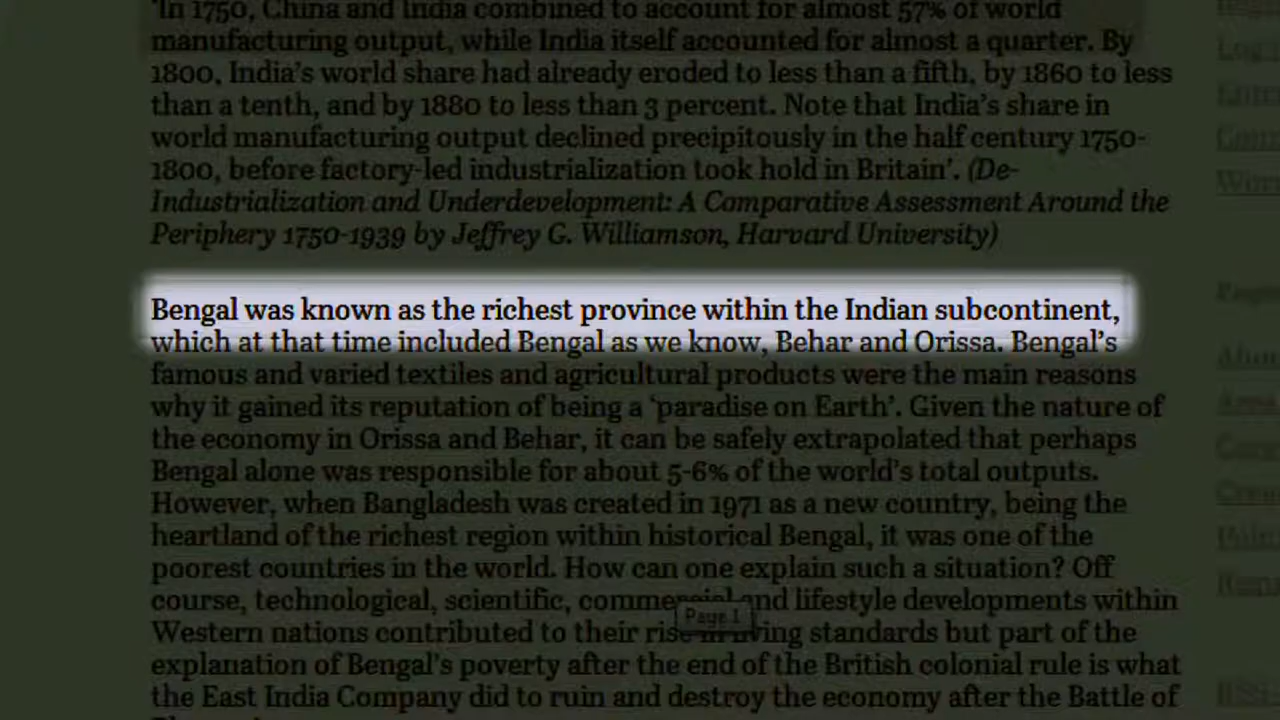 'In 1750, China and India combined to account for almost 57% of world
manufacturing output, while India itself accounted for almost a quarter. By
1800, India's world share had already eroded to less than a fifth, by 1860 to less
than a tenth, and by 1880 to less than 3 percent. Note that India's share in
world manufacturing output declined precipitously in the half century 1750-
1800, before factory-led industrialization took hold in Britain'. (De-
Industrialization and Underdevelopment: A Comparative Assessment Around the
Periphery 1750-1939 by Jeffrey G. Williamson, Harvard University)
Bengal was known as the richest province within the Indian subcontinent,
which at that time included Bengal as we know, Behar and Orissa. Bengal's
famous and varied textiles and agricultural products were the main reasons
why it gained its reputation of being a 'paradise on Earth'. Given the nature of
the economy in Orissa and Behar, it can be safely extrapolated that perhaps
Bengal alone was responsible for about 5-6% of the world's total outputs.
However, when Bangladesh was created in 1971 as a new country, being the
heartland of the richest region within historical Bengal, it was one of the
poorest countries in the world. How can one explain such a situation? Off
course, technological, scientific, commercial and lifestyle developments within
Page 1
Western nations contributed to their rise in living standards but part of the
explanation of Bengal's poverty after the end of the British colonial rule is what
the East India Company did to ruin and destroy the economy after the Battle of